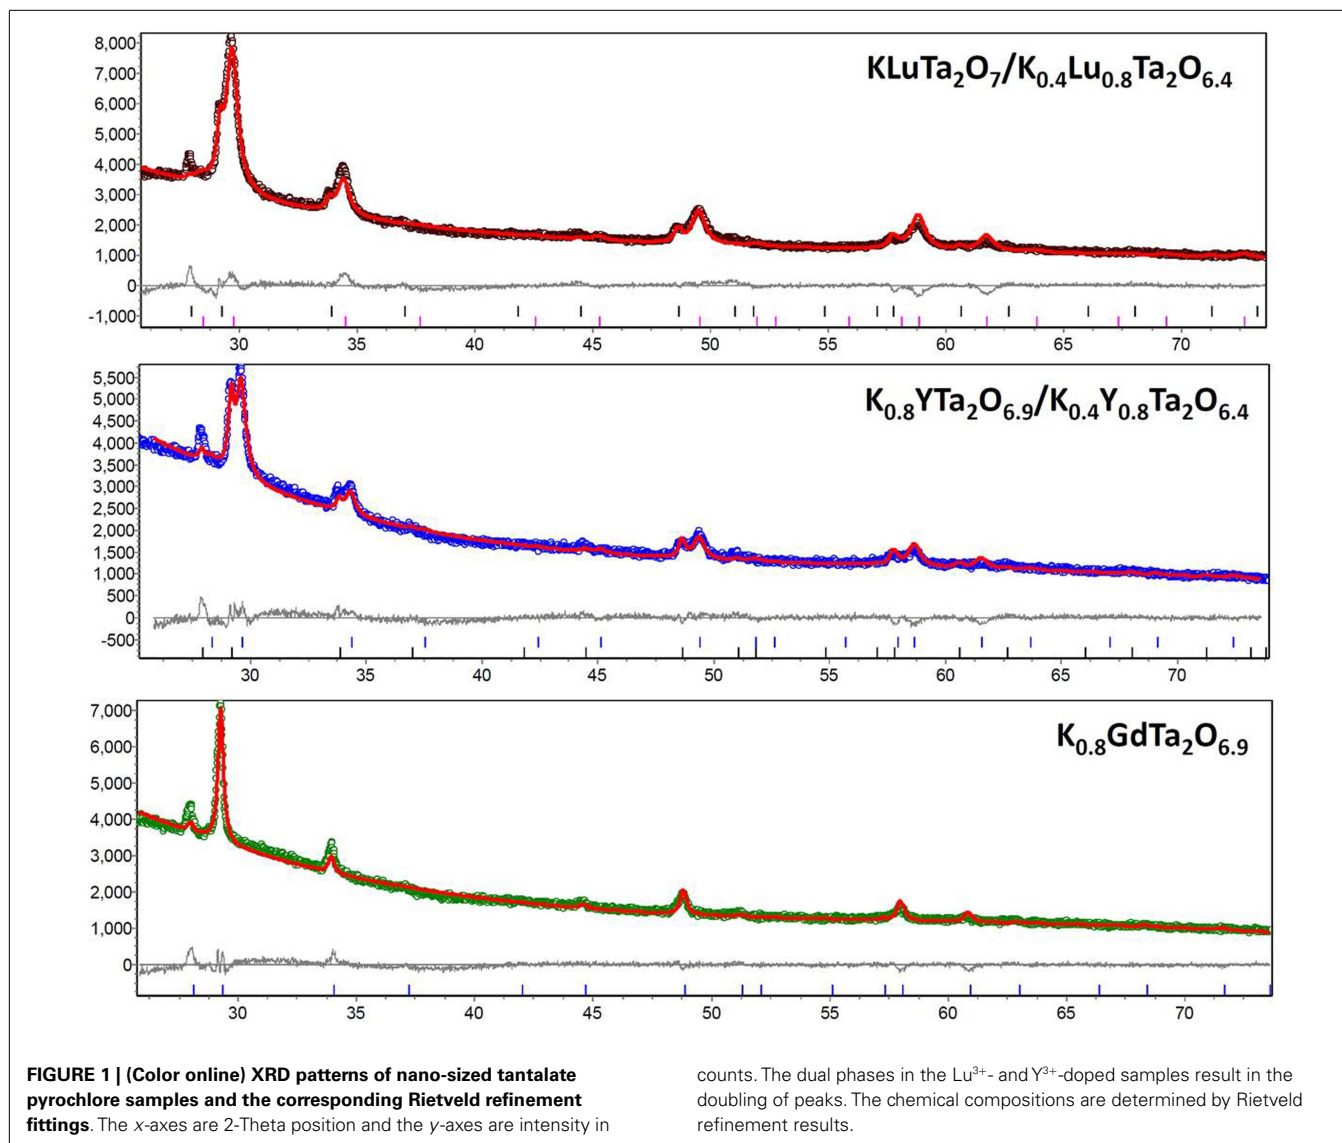 8,000
7,000
6,000
5,000
4,000
3,000
2,000
1,000
0
-1,000
KLuTa₂O₇/K₀.₄Lu₀.₈Ta₂O₆.₄
30 35 40 45 50 55 60 65 70
5,500
5,000
4,500
4,000
3,500
3,000
2,500
2,000
1,500
1,000
500
0
-500
K₀.₈YTa₂O₆.₉/K₀.₄Y₀.₈Ta₂O₆.₄
30 35 40 45 50 55 60 65 70
7,000
6,000
5,000
4,000
3,000
2,000
1,000
0
K₀.₈GdTa₂O₆.₉
30 35 40 45 50 55 60 65 70
FIGURE 1 | (Color online) XRD patterns of nano-sized tantalate
pyrochlore samples and the corresponding Rietveld refinement
fittings. The x-axes are 2-Theta position and the y-axes are intensity in
counts. The dual phases in the Lu³⁺- and Y³⁺-doped samples result in the
doubling of peaks. The chemical compositions are determined by Rietveld
refinement results.